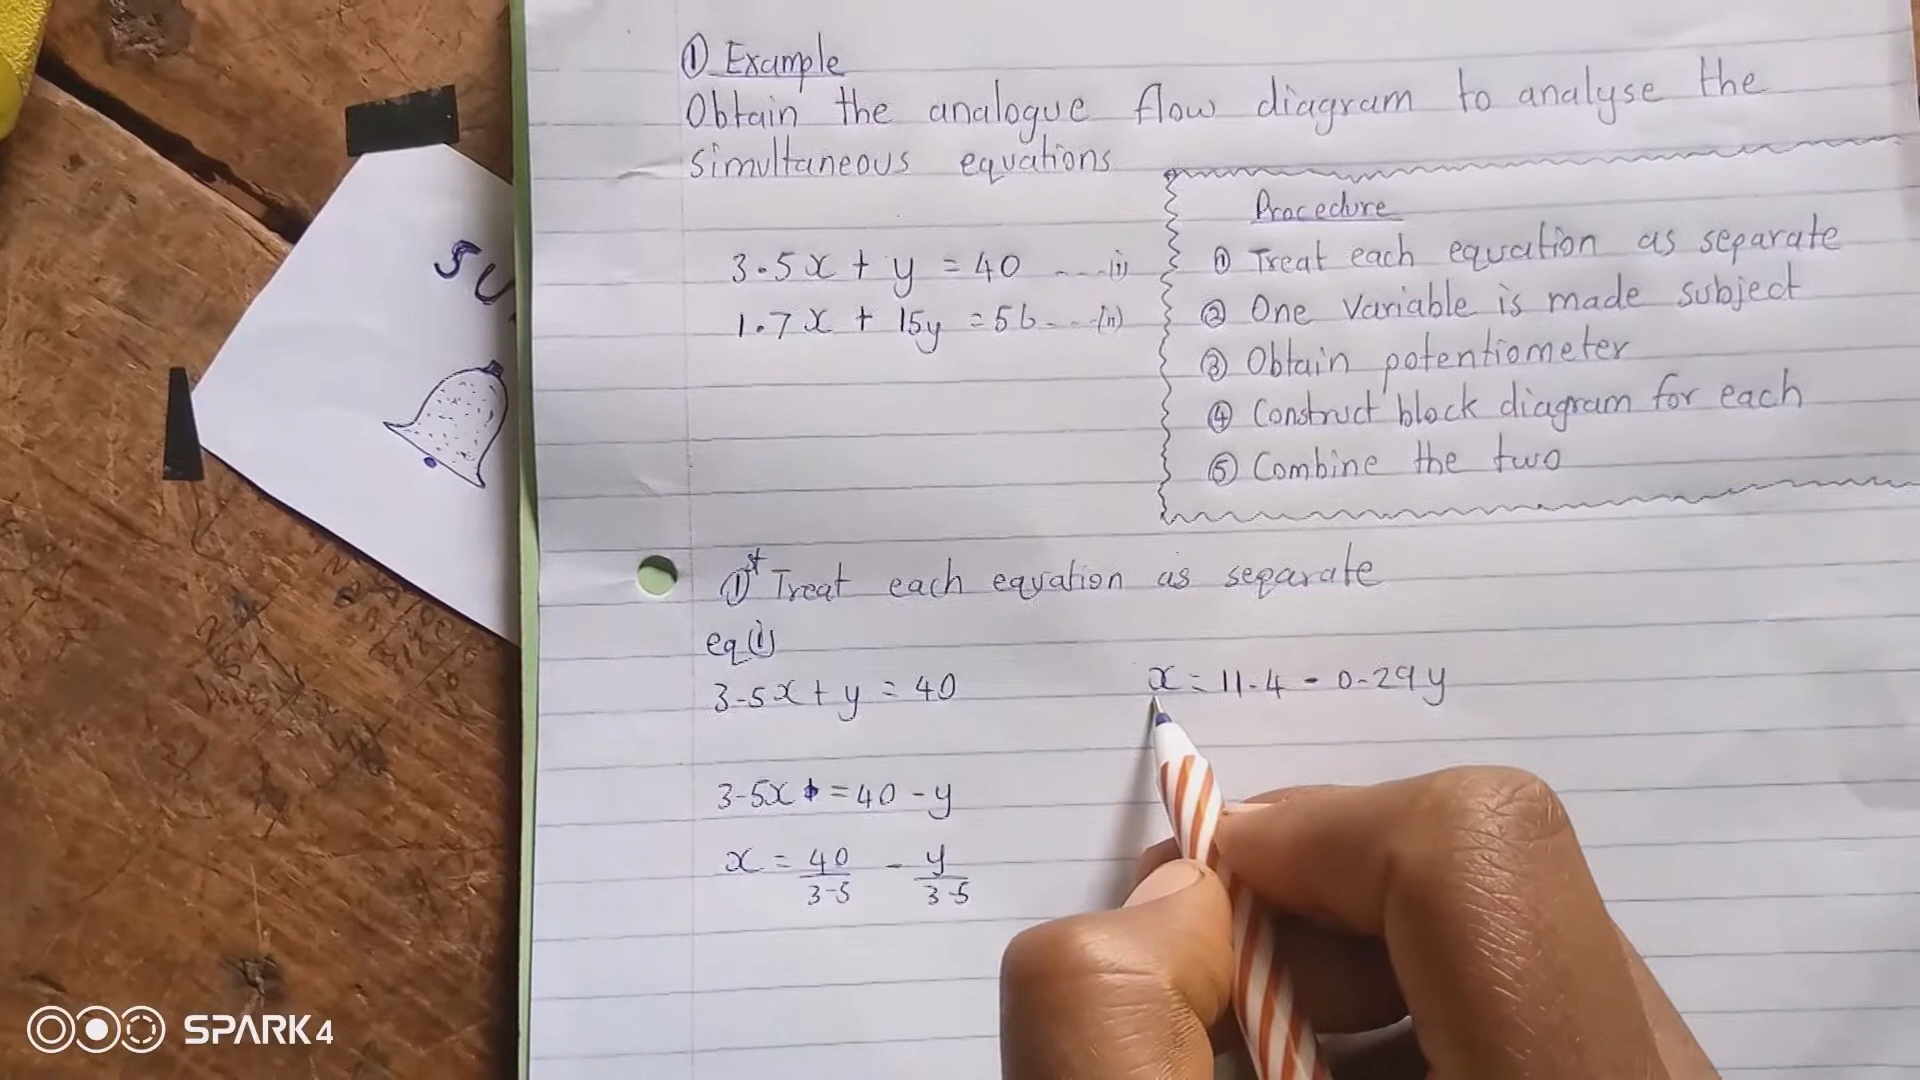 ① Example
Obtain the analogue flow diagram to analyse the
simultaneous equations
3.5x + y = 40 ---(i)
1.7x + 15y = 56 ---(ii)
Procedure
① Treat each equation as separate
② One variable is made subject
③ Obtain potentiometer
④ Construct block diagram for each
⑤ Combine the two
①* Treat each equation as separate
eq(i)
3.5x + y = 40
3.5x = 40 - y
x = 40/3.5 - y/3.5
x = 11.4 - 0.29y
SPARK 4